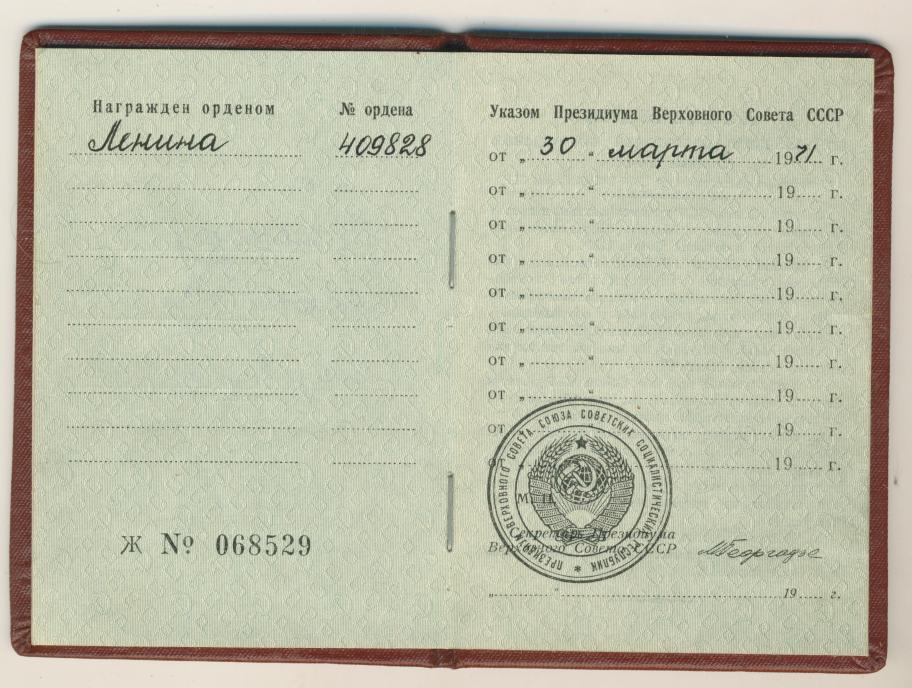 Награжден орденом
№ ордена
Ленина
409828
Ж № 068529
Указом Президиума Верховного Совета СССР
от „30“ марта 1971 г.
от „ “ 19 г.
от „ “ 19 г.
от „ “ 19 г.
от „ “ 19 г.
от „ “ 19 г.
от „ “ 19 г.
от „ “ 19 г.
от „ “ 19 г.
от „ “ 19 г.
ПРЕЗИДИУМ ВЕРХОВНОГО СОВЕТА СОЮЗА СОВЕТСКИХ СОЦИАЛИСТИЧЕСКИХ РЕСПУБЛИК
М. П.
Секретарь Президиума
Верховного Совета СССР
МГеоргадзе
„ “ 19 г.